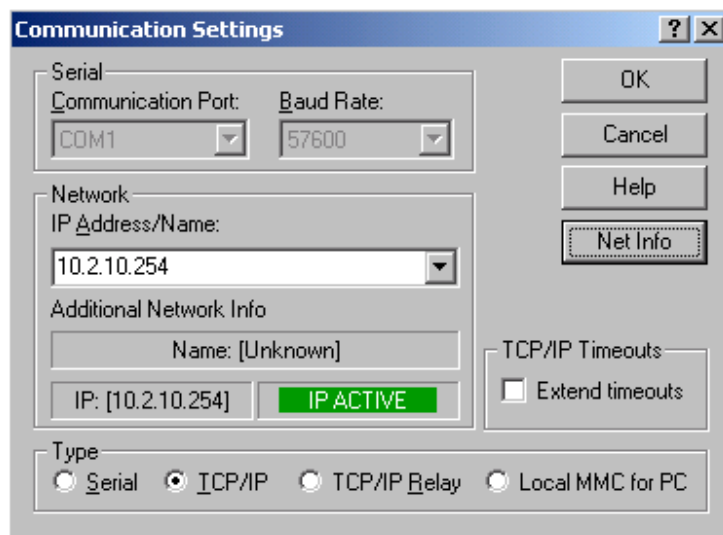 Communication Settings
Serial
Communication Port: Baud Rate:
COM1 57600
OK
Cancel
Help
Net Info
Network
IP Address/Name:
10.2.10.254
Additional Network Info
Name: [Unknown]
IP: [10.2.10.254] IP ACTIVE
TCP/IP Timeouts
Extend timeouts
Type
Serial TCP/IP TCP/IP Relay Local MMC for PC